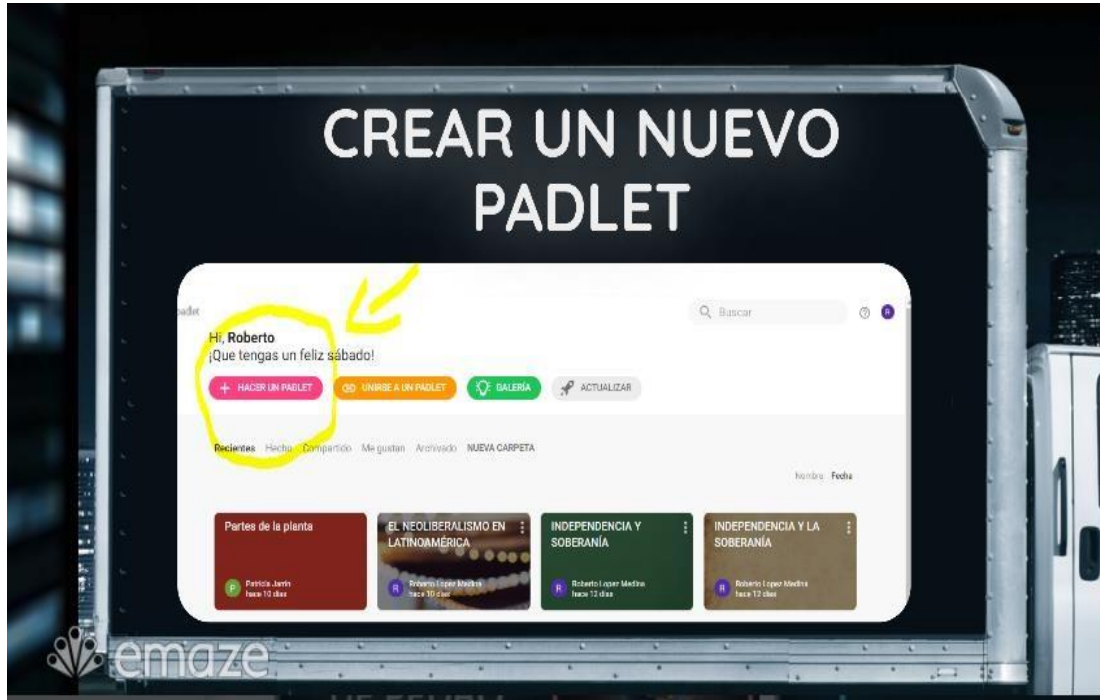 CREAR UN NUEVO
PADLET
padlet
Buscar
R
Hi, Roberto
¡Que tengas un feliz sábado!
+ HACER UN PADLET
UNIRSE A UN PADLET
GALERÍA
ACTUALIZAR
Recientes Hecho Compartido Me gustan Archivado NUEVA CARPETA
Nombre Fecha
Partes de la planta
P
Patricia Jarrin
hace 10 días
EL NEOLIBERALISMO EN
LATINOAMÉRICA
R
Roberto Lopez Medina
hace 10 días
INDEPENDENCIA Y
SOBERANÍA
R
Roberto Lopez Medina
hace 12 días
INDEPENDENCIA Y LA
SOBERANÍA
R
Roberto Lopez Medina
hace 12 días
emaze